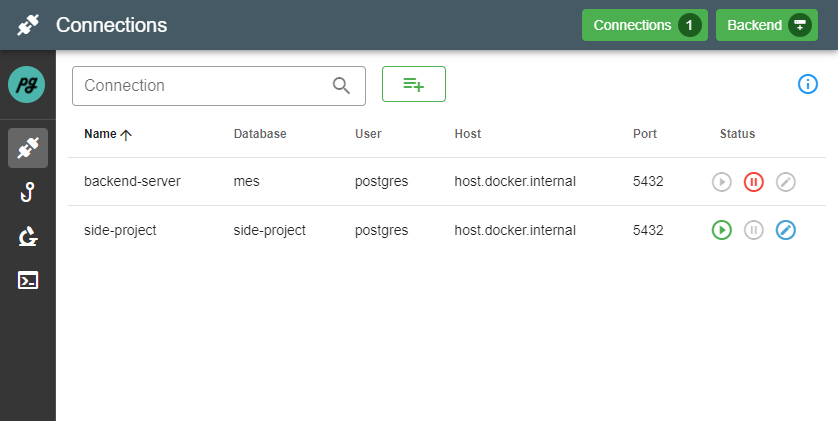 Connections
Connections 1
Backend
pg
Connection
Name Database User Host Port Status
backend-server mes postgres host.docker.internal 5432
side-project side-project postgres host.docker.internal 5432